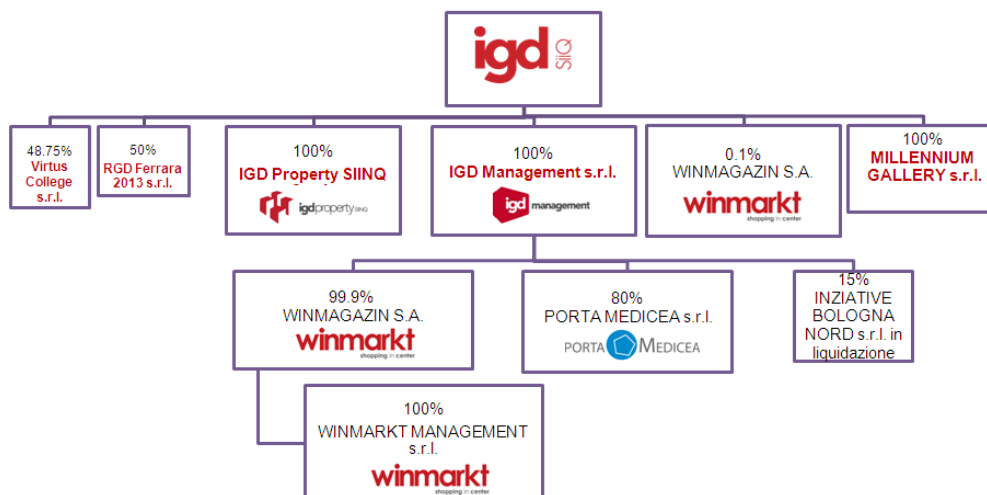 igd SIIQ
48.75%
Virtus
College
s.r.l.
50%
RGD Ferrara
2013 s.r.l.
100%
IGD Property SIINQ
igdproperty SIINQ
100%
IGD Management s.r.l.
igd management
0.1%
WINMAGAZIN S.A.
winmarkt
shopping in center
100%
MILLENNIUM
GALLERY s.r.l.
99.9%
WINMAGAZIN S.A.
winmarkt
shopping in center
80%
PORTA MEDICEA s.r.l.
PORTA MEDICEA
15%
INZIATIVE
BOLOGNA
NORD s.r.l. in
liquidazione
100%
WINMARKT MANAGEMENT
s.r.l.
winmarkt
shopping in center